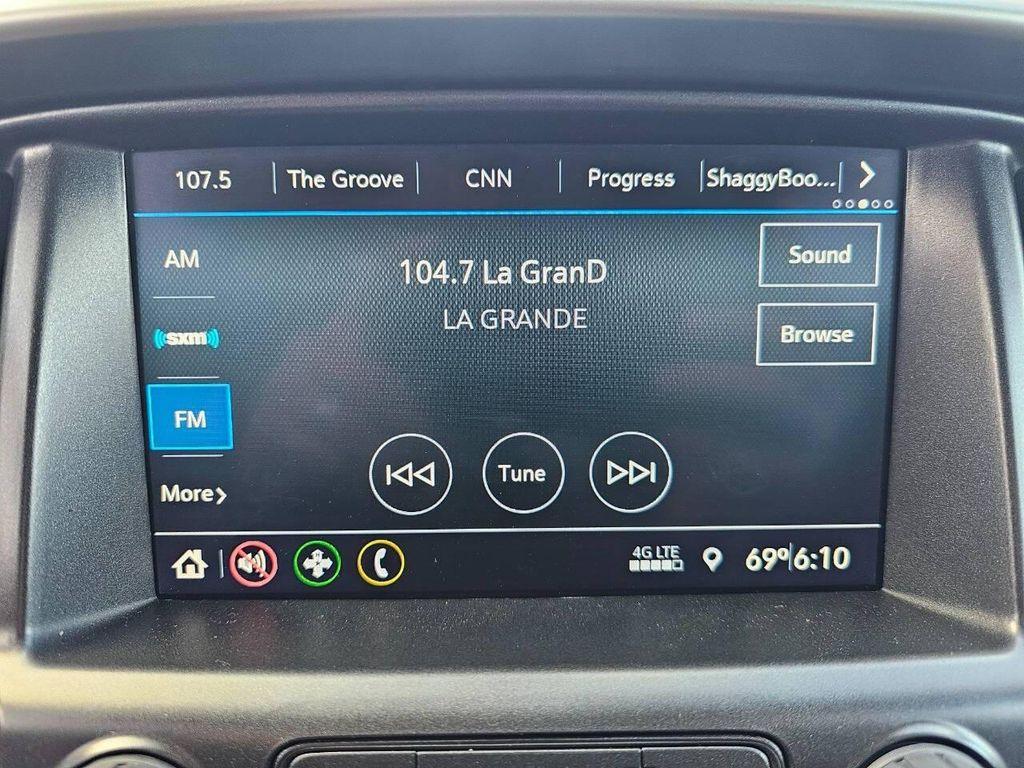 107.5 The Groove CNN Progress ShaggyBoo...
AM
104.7 La GranD
Sound
LA GRANDE
sxm
Browse
FM
Tune
More
4G LTE
69° 6:10